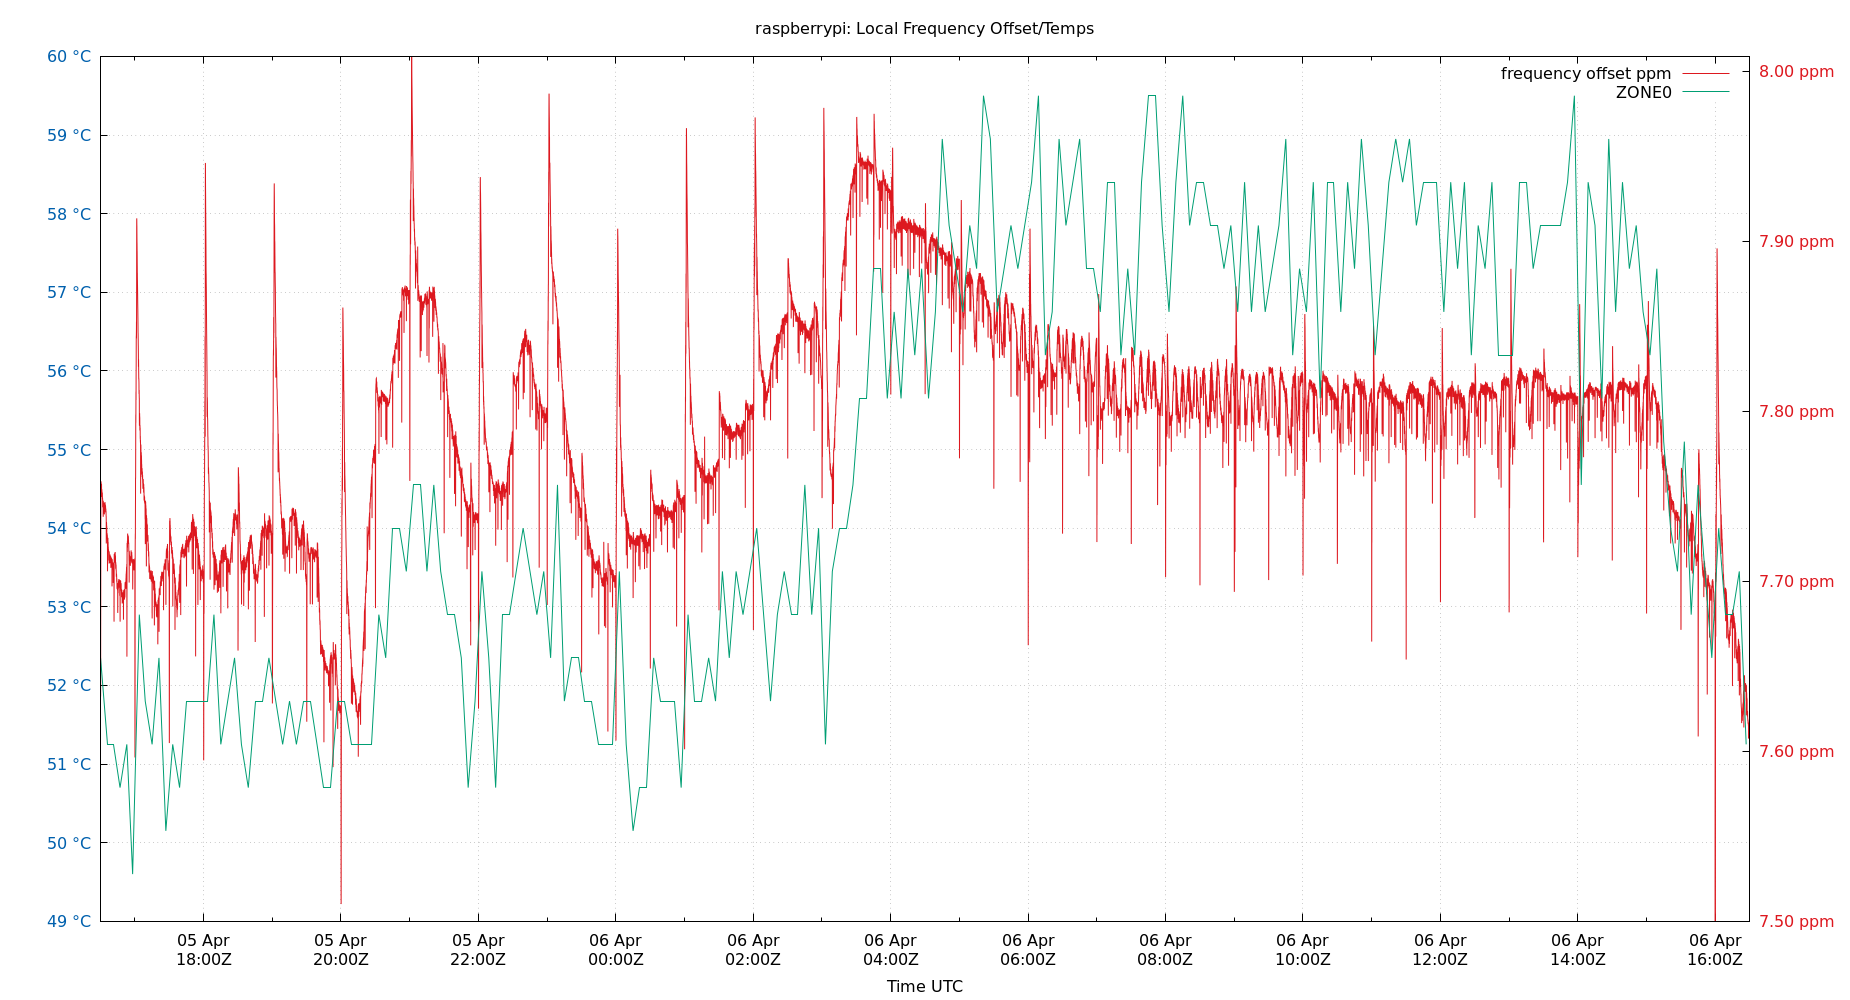 raspberrypi: Local Frequency Offset/Temps
60 °C
59 °C
58 °C
57 °C
56 °C
55 °C
54 °C
53 °C
52 °C
51 °C
50 °C
49 °C
frequency offset ppm
ZONE0
8.00 ppm
7.90 ppm
7.80 ppm
7.70 ppm
7.60 ppm
7.50 ppm
05 Apr
18:00Z
05 Apr
20:00Z
05 Apr
22:00Z
06 Apr
00:00Z
06 Apr
02:00Z
06 Apr
04:00Z
06 Apr
06:00Z
06 Apr
08:00Z
06 Apr
10:00Z
06 Apr
12:00Z
06 Apr
14:00Z
06 Apr
16:00Z
Time UTC